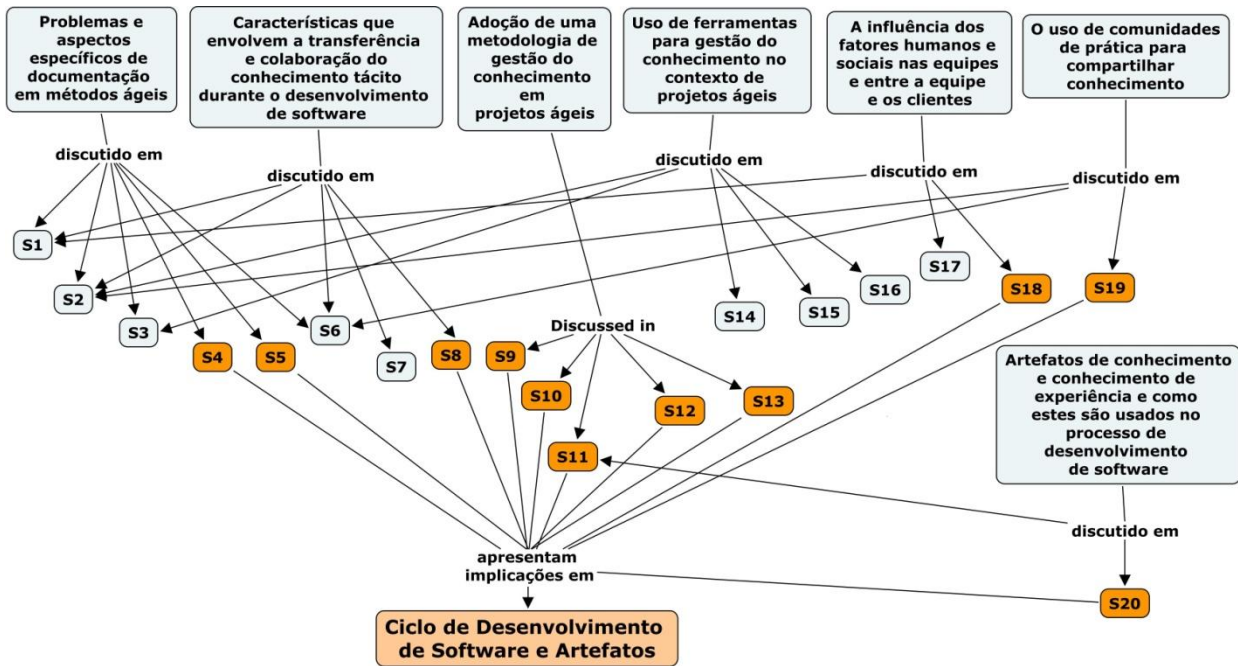 Problemas e
aspectos
específicos de
documentação
em métodos ágeis
Características que
envolvem a transferência
e colaboração do
conhecimento tácito
durante o desenvolvimento
de software
Adoção de uma
metodologia de
gestão do
conhecimento
em
projetos ágeis
Uso de ferramentas
para gestão do
conhecimento no
contexto de
projetos ágeis
A influência dos
fatores humanos e
sociais nas equipes
e entre a equipe
e os clientes
O uso de comunidades
de prática para
compartilhar
conhecimento
discutido em
discutido em
discutido em
discutido em
discutido em
S1
S2
S3
S4
S5
S6
S7
S8
Discussed in
S9
S10
S11
S12
S13
S14
S15
S16
S17
S18
S19
Artefatos de conhecimento
e conhecimento de
experiência e como
estes são usados no
processo de
desenvolvimento
de software
discutido em
S20
apresentam
implicações em
Ciclo de Desenvolvimento
de Software e Artefatos